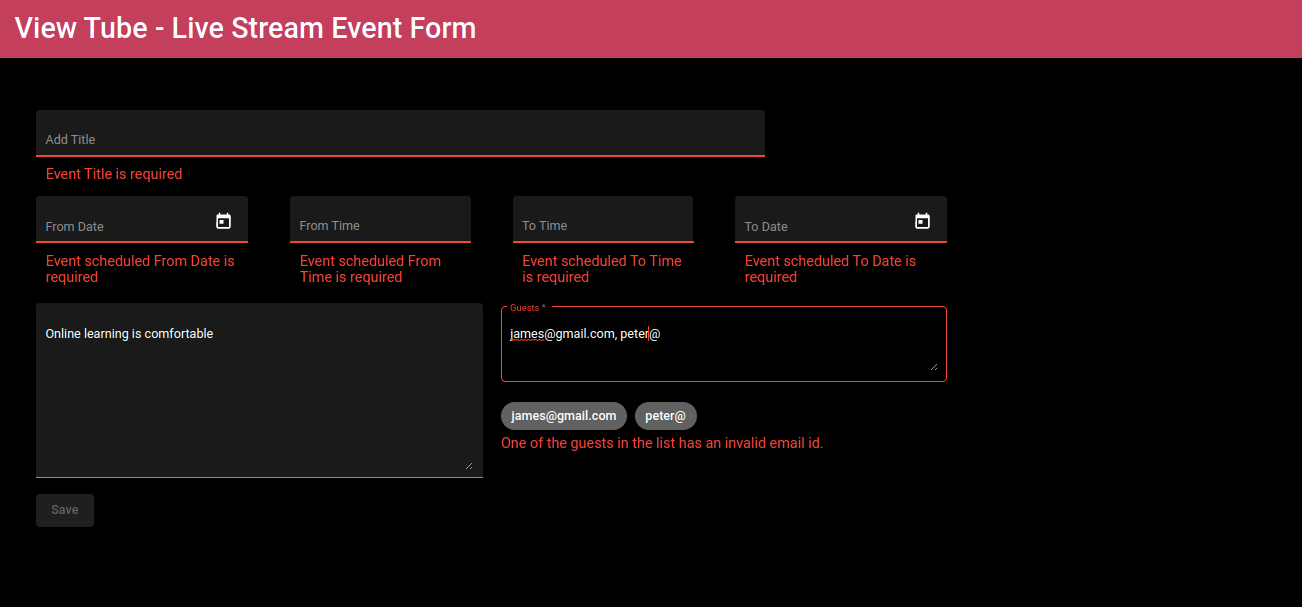 View Tube - Live Stream Event Form
Add Title
Event Title is required
From Date
From Time
To Time
To Date
Event scheduled From Date is
required
Event scheduled From
Time is required
Event scheduled To Time
is required
Event scheduled To Date is
required
Online learning is comfortable
Guests *
james@gmail.com, peter@
james@gmail.com
peter@
One of the guests in the list has an invalid email id.
Save